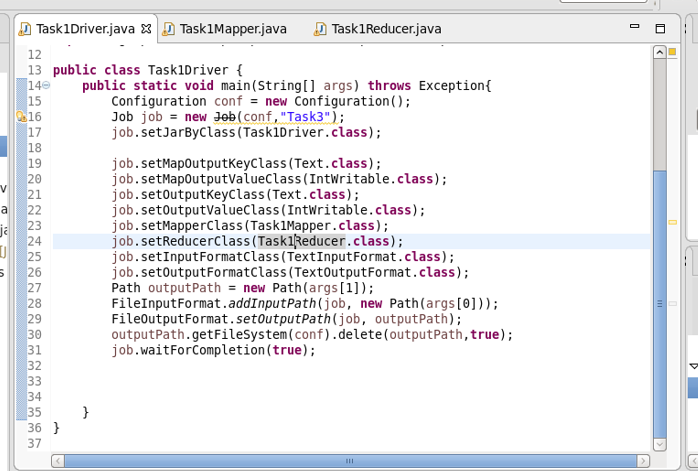 Task1Driver.java Task1Mapper.java Task1Reducer.java
12
13 public class Task1Driver {
14 public static void main(String[] args) throws Exception{
15 Configuration conf = new Configuration();
16 Job job = new Job(conf,"Task3");
17 job.setJarByClass(Task1Driver.class);
18
19 job.setMapOutputKeyClass(Text.class);
20 job.setMapOutputValueClass(IntWritable.class);
21 job.setOutputKeyClass(Text.class);
22 job.setOutputValueClass(IntWritable.class);
23 job.setMapperClass(Task1Mapper.class);
24 job.setReducerClass(Task1Reducer.class);
25 job.setInputFormatClass(TextInputFormat.class);
26 job.setOutputFormatClass(TextOutputFormat.class);
27 Path outputPath = new Path(args[1]);
28 FileInputFormat.addInputPath(job, new Path(args[0]));
29 FileOutputFormat.setOutputPath(job, outputPath);
30 outputPath.getFileSystem(conf).delete(outputPath,true);
31 job.waitForCompletion(true);
32
33
34
35 }
36 }
37